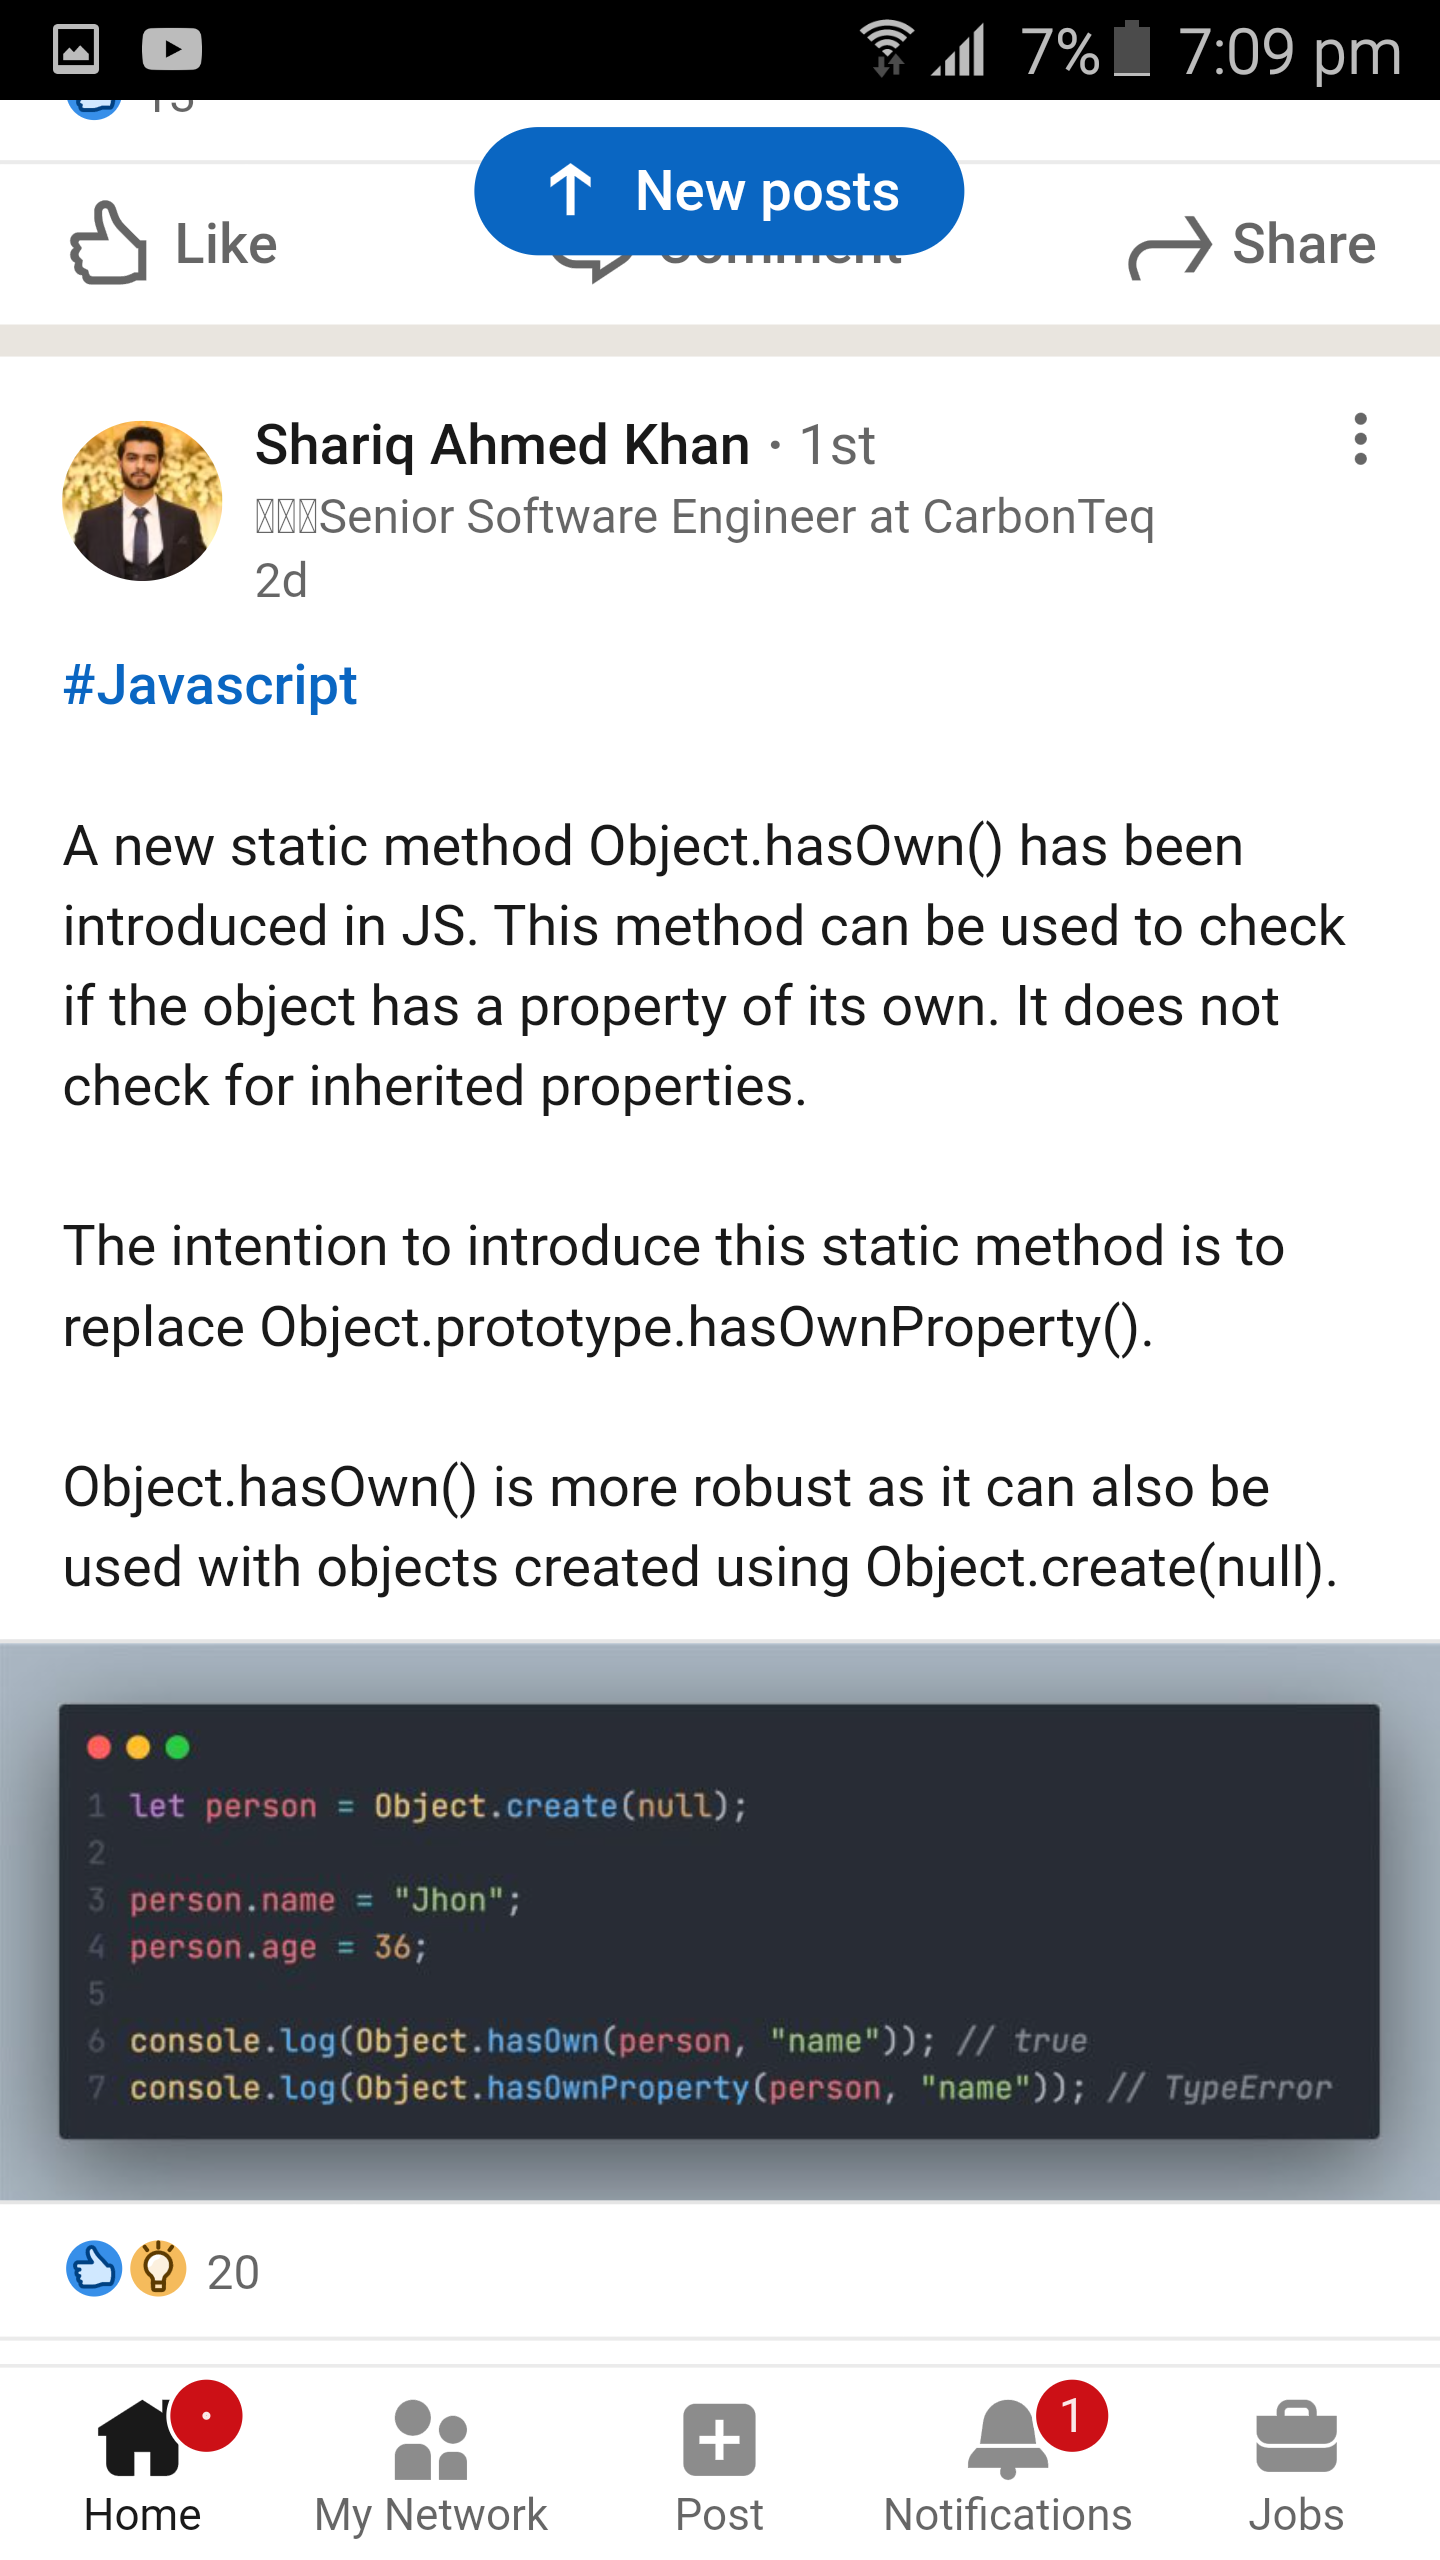 7% 7:09 pm
New posts
Like
Comment
Share
Shariq Ahmed Khan · 1st
Senior Software Engineer at CarbonTeq
2d
#Javascript
A new static method Object.hasOwn() has been
introduced in JS. This method can be used to check
if the object has a property of its own. It does not
check for inherited properties.
The intention to introduce this static method is to
replace Object.prototype.hasOwnProperty().
Object.hasOwn() is more robust as it can also be
used with objects created using Object.create(null).
1 let person = Object.create(null);
2
3 person.name = "Jhon";
4 person.age = 36;
5
6 console.log(Object.hasOwn(person, "name")); // true
7 console.log(Object.hasOwnProperty(person, "name")); // TypeError
20
1
Home
My Network
Post
Notifications
Jobs